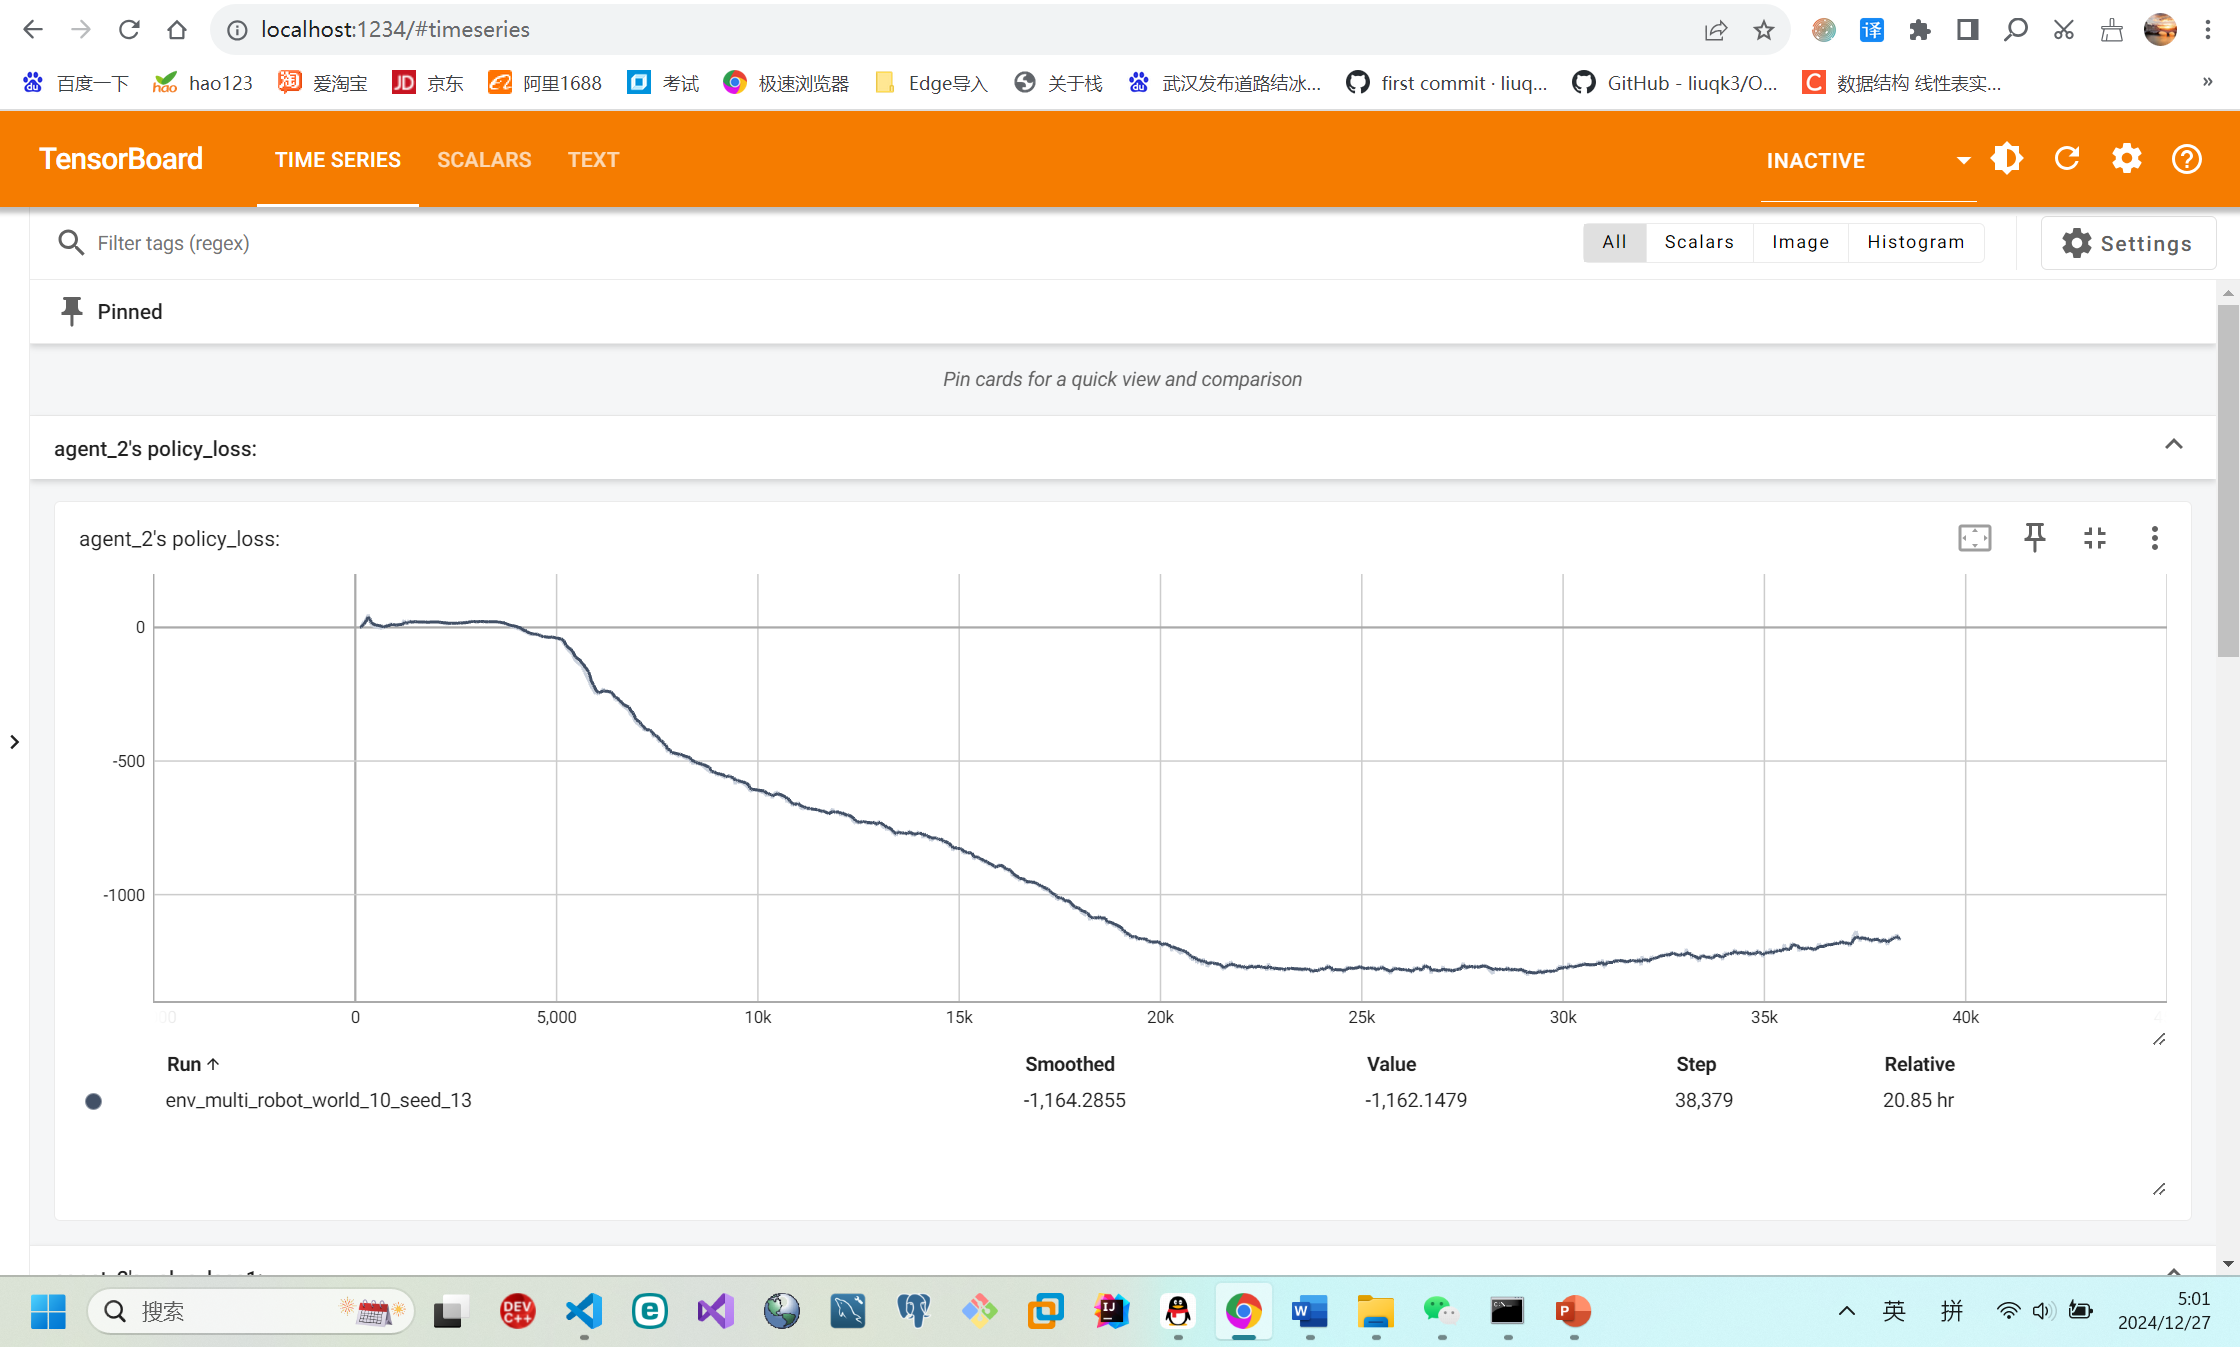 localhost:1234/#timeseries
译
百度一下 hao123 爱淘宝 京东 阿里1688 考试 极速浏览器 Edge导入 关于栈 武汉发布道路结冰... first commit · liuq... GitHub - liuqk3/O... 数据结构 线性表实... »
TensorBoard TIME SERIES SCALARS TEXT INACTIVE
Filter tags (regex) All Scalars Image Histogram Settings
Pinned
Pin cards for a quick view and comparison
agent_2's policy_loss:
agent_2's policy_loss:
0
-500
-1000
0 5,000 10k 15k 20k 25k 30k 35k 40k
Run Smoothed Value Step Relative
env_multi_robot_world_10_seed_13 -1,164.2855 -1,162.1479 38,379 20.85 hr
搜索 英 拼 5:01
2024/12/27